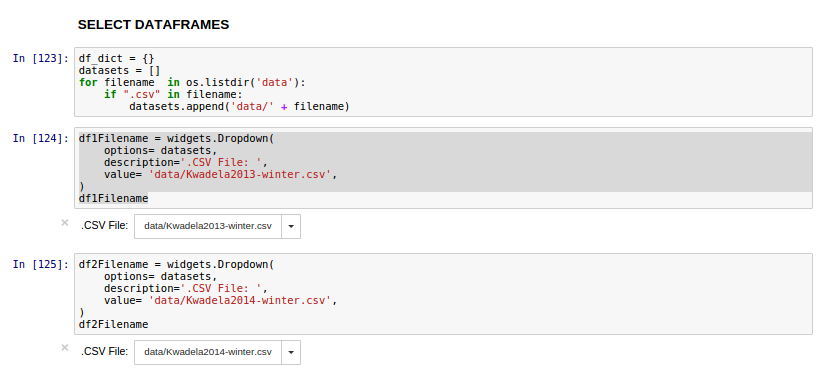 SELECT DATAFRAMES
In [123]:
df_dict = {}
datasets = []
for filename  in os.listdir('data'):
    if ".csv" in filename:
        datasets.append('data/' + filename)
In [124]:
df1Filename = widgets.Dropdown(
    options= datasets,
    description='.CSV File: ',
    value= 'data/Kwadela2013-winter.csv',
)
df1Filename
× .CSV File: data/Kwadela2013-winter.csv
In [125]:
df2Filename = widgets.Dropdown(
    options= datasets,
    description='.CSV File: ',
    value= 'data/Kwadela2014-winter.csv',
)
df2Filename
× .CSV File: data/Kwadela2014-winter.csv